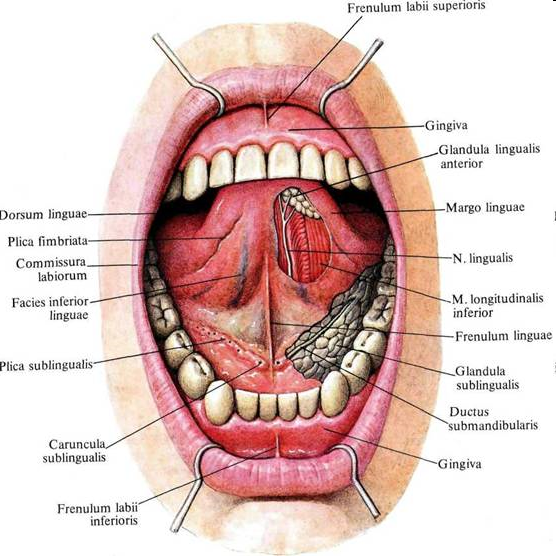 Frenulum labii superioris
Gingiva
Glandula lingualis
anterior
Margo linguae
N. lingualis
M. longitudinalis
inferior
Frenulum linguae
Glandula
sublingualis
Ductus
submandibularis
Gingiva
Dorsum linguae
Plica fimbriata
Commissura
labiorum
Facies inferior
linguae
Plica sublingualis
Caruncula
sublingualis
Frenulum labii
inferioris